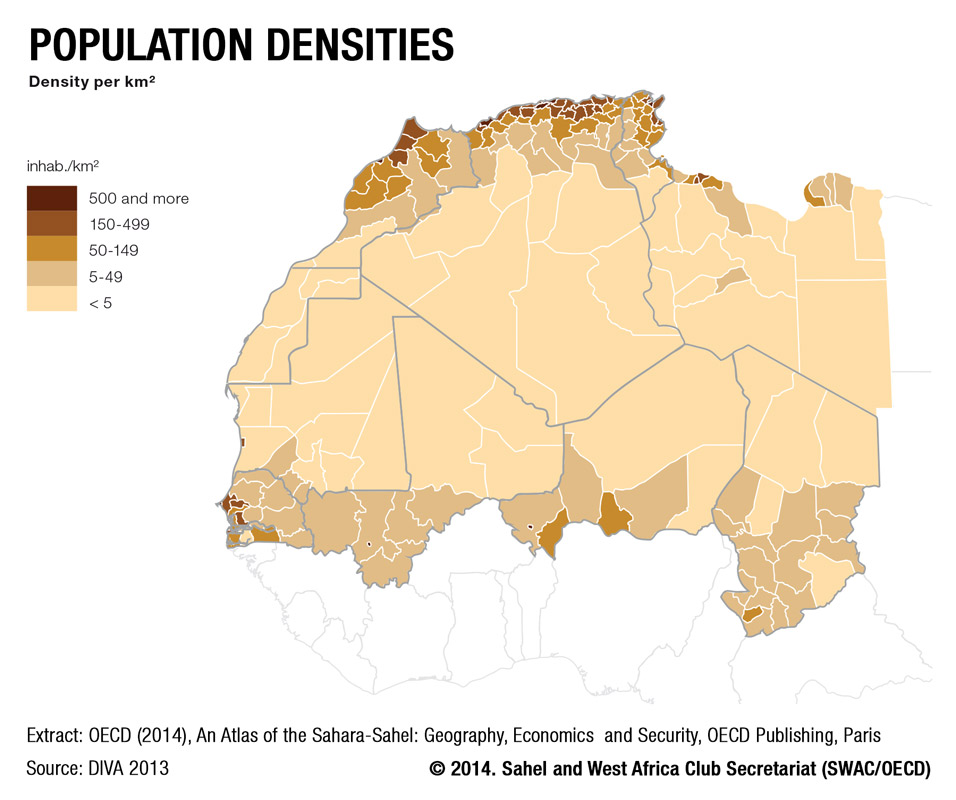 POPULATION DENSITIES
Density per km²
inhab./km²
500 and more
150-499
50-149
5-49
< 5
Extract: OECD (2014), An Atlas of the Sahara-Sahel: Geography, Economics and Security, OECD Publishing, Paris
Source: DIVA 2013
© 2014. Sahel and West Africa Club Secretariat (SWAC/OECD)